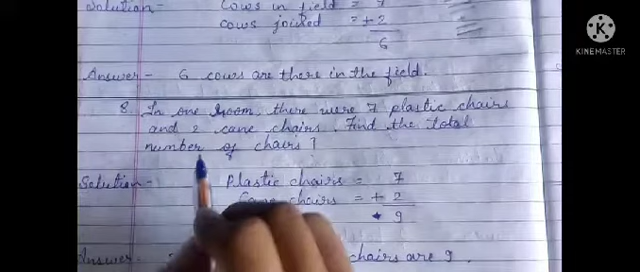 Solution - Cows in field =
Cows joined = + 2
6
KINEMASTER
Answer - 6 cows are there in the field.
8. In one room, there were 7 plastic chairs
and 2 cane chairs. Find the total
number of chairs?
Solution - Plastic chairs = 7
Cane chairs = + 2
9
Answer - chairs are 9.